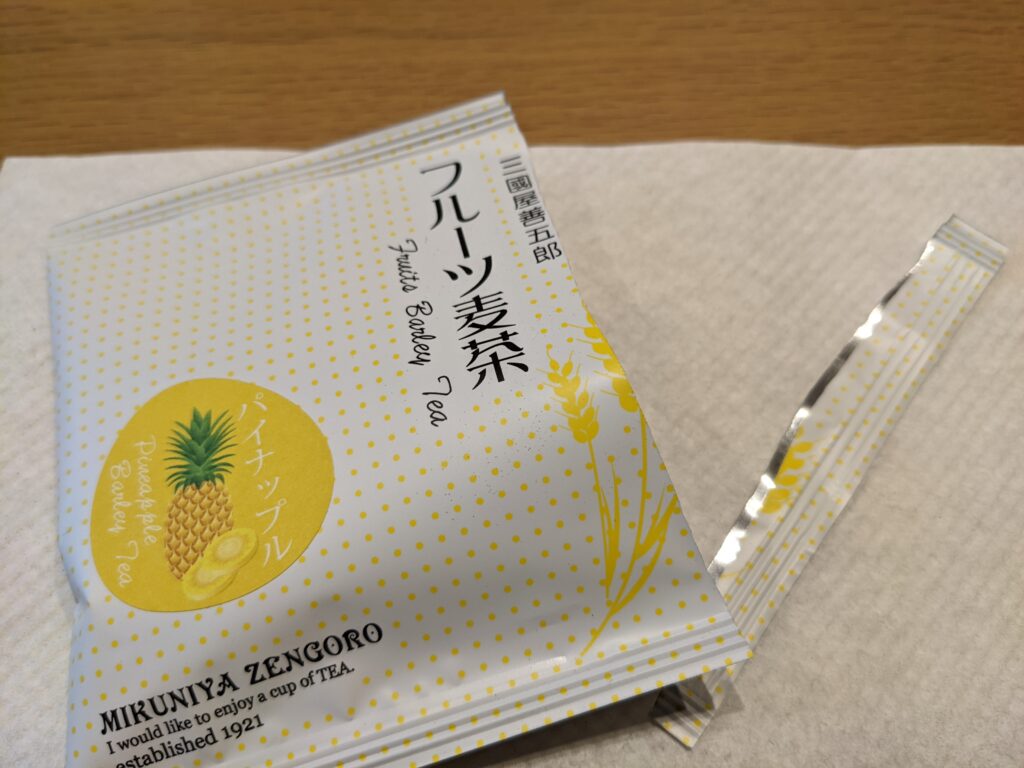 三國屋善五郎
フルーツ麦茶
Fruits Barley Tea
パイナップル
Pineapple
Barley Tea
MIKUNIYA ZENGORO
I would like to enjoy a cup of TEA.
established 1921